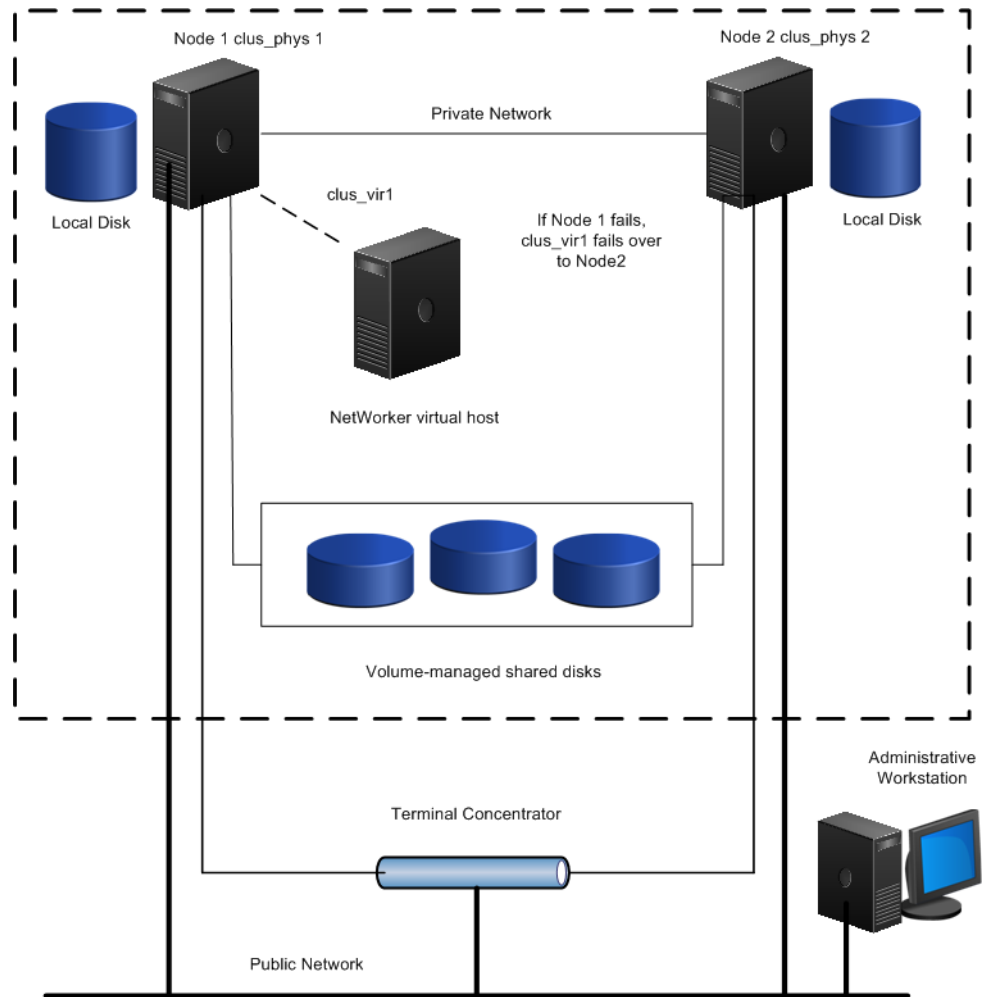 Node 1 clus_phys 1
Node 2 clus_phys 2
Private Network
Local Disk
clus_vir1
If Node 1 fails,
clus_vir1 fails over
to Node2
Local Disk
NetWorker virtual host
Volume-managed shared disks
Administrative
Workstation
Terminal Concentrator
Public Network